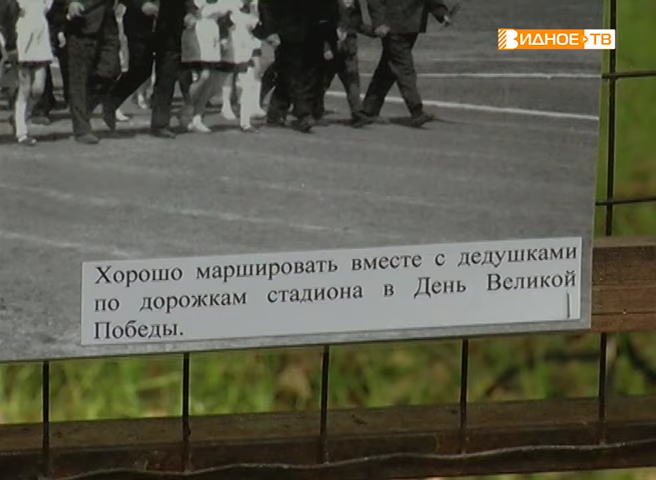 ВИДНОЕ ТВ
Хорошо маршировать вместе с дедушками
по дорожкам стадиона в День Великой
Победы.